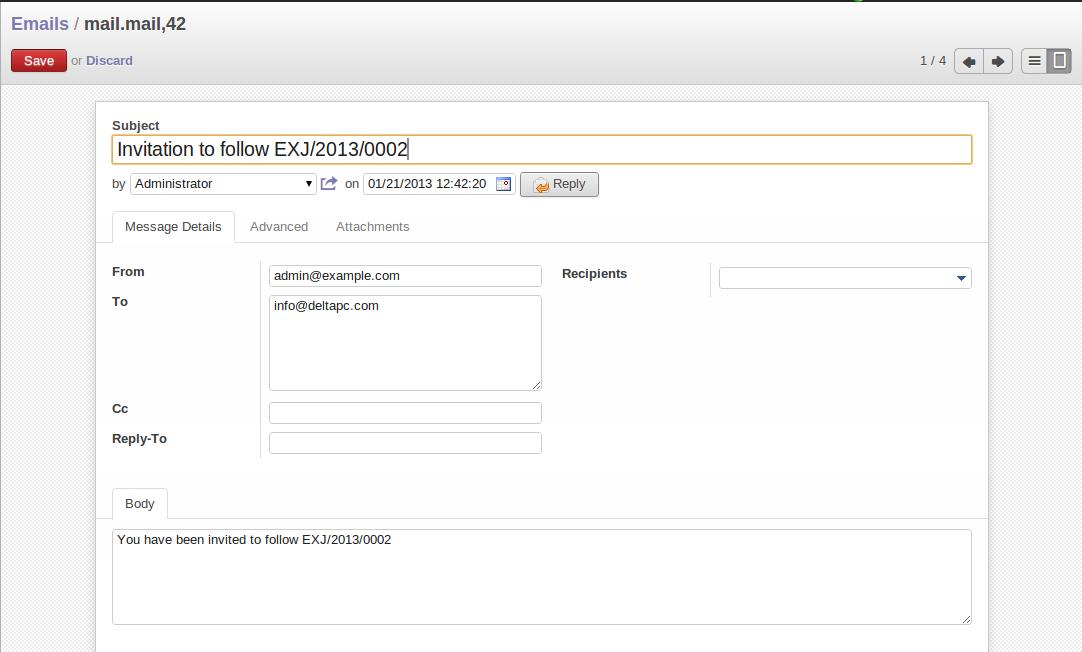 Emails / mail.mail,42
Save or Discard
1 / 4
Subject
Invitation to follow EXJ/2013/0002
by Administrator on 01/21/2013 12:42:20 Reply
Message Details Advanced Attachments
From admin@example.com Recipients
To info@deltapc.com
Cc
Reply-To
Body
You have been invited to follow EXJ/2013/0002